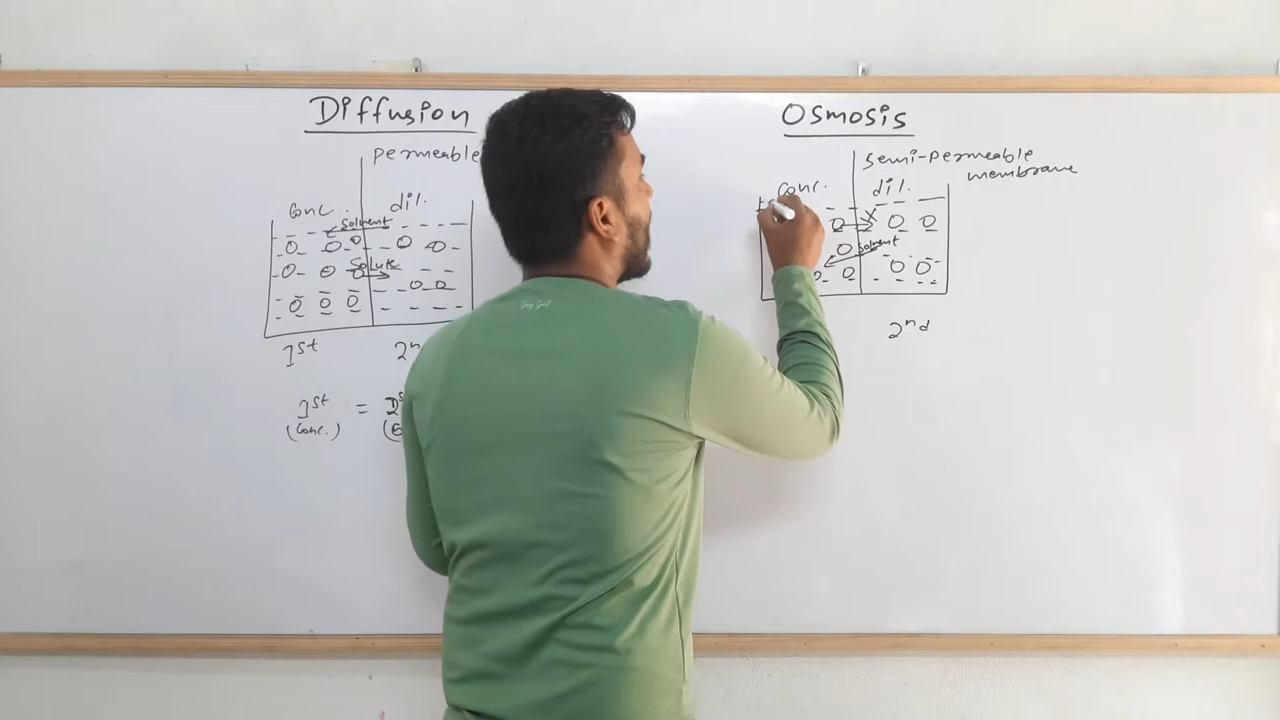 Diffusion
permeable
Conc.
dil.
solvent
Solute
1st
1st
=
(Conc.)
Osmosis
semi-permeable
membrane
Conc.
dil.
solvent
2nd